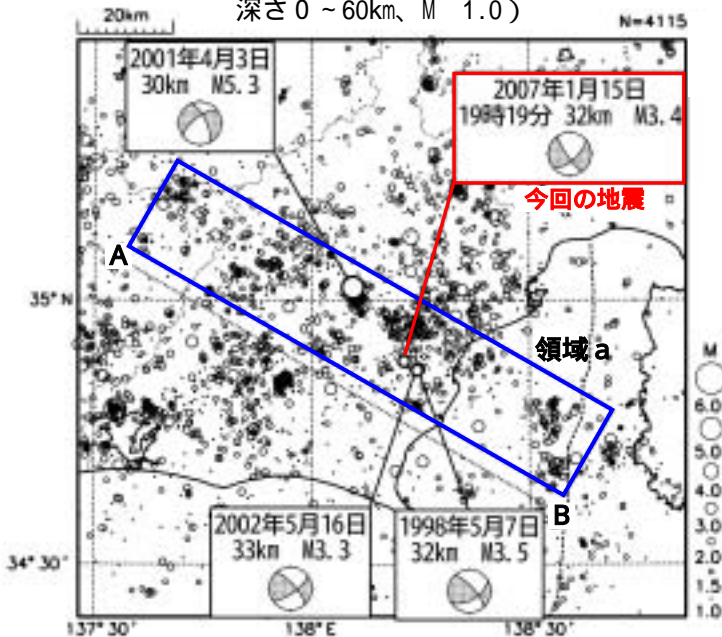 深さ0~60km、M 1.0)
20km
N=4115
2001年4月3日
30km M5.3
2007年1月15日
19時19分 32km M3.4
今回の地震
A
35°N
領域a
M
6.0
5.0
4.0
3.0
2.0
1.5
1.0
B
2002年5月16日
33km M3.3
1998年5月7日
32km M3.5
34°30'
137°30'
138°E
138°30'